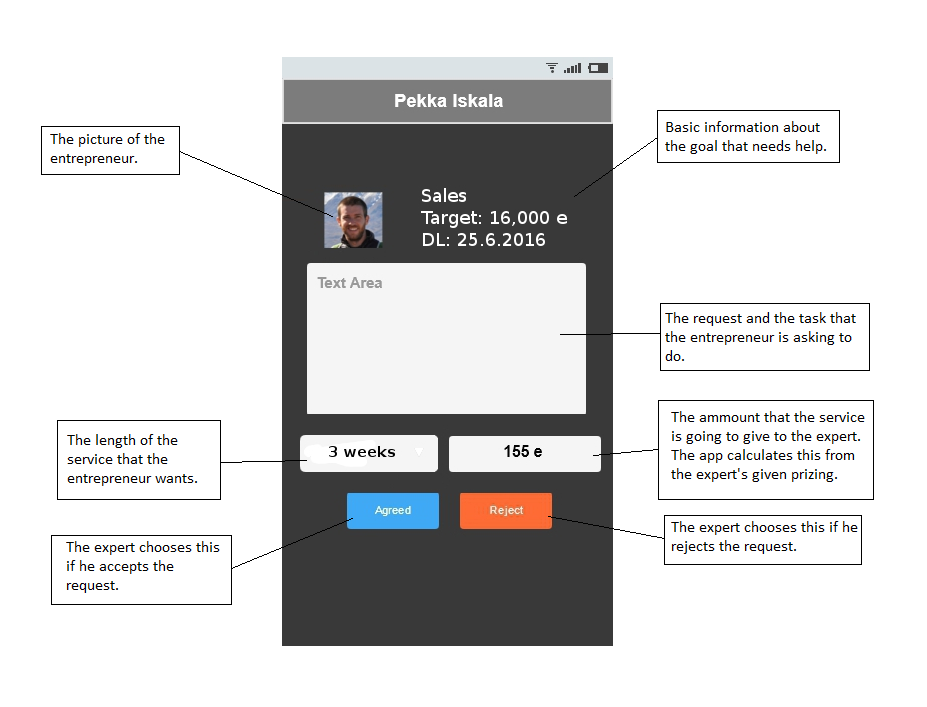 Pekka Iskala
The picture of the
entrepreneur.
Basic information about
the goal that needs help.
Sales
Target: 16,000 e
DL: 25.6.2016
Text Area
The request and the task that
the entrepreneur is asking to
do.
The length of the
service that the
entrepreneur wants.
3 weeks
155 e
The ammount that the service
is going to give to the expert.
The app calculates this from
the expert's given prizing.
Agreed
Reject
The expert chooses this
if he accepts the
request.
The expert chooses this if he
rejects the request.